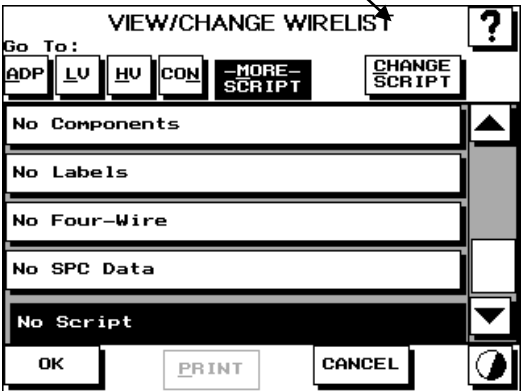 VIEW/CHANGE WIRELIST
?
Go To:
ADP LV HV CON —MORE— SCRIPT CHANGE SCRIPT
No Components
No Labels
No Four-Wire
No SPC Data
No Script
OK PRINT CANCEL